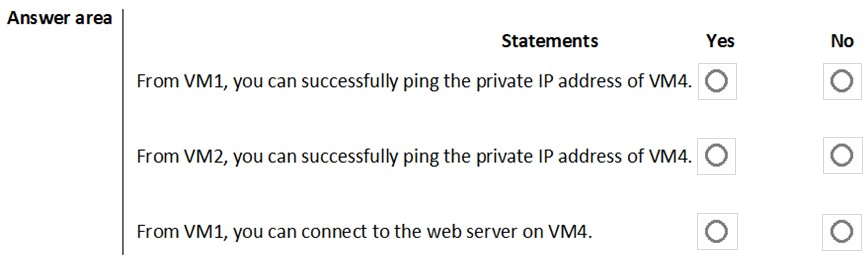 Answer area
Statements Yes No
From VM1, you can successfully ping the private IP address of VM4.
From VM2, you can successfully ping the private IP address of VM4.
From VM1, you can connect to the web server on VM4.